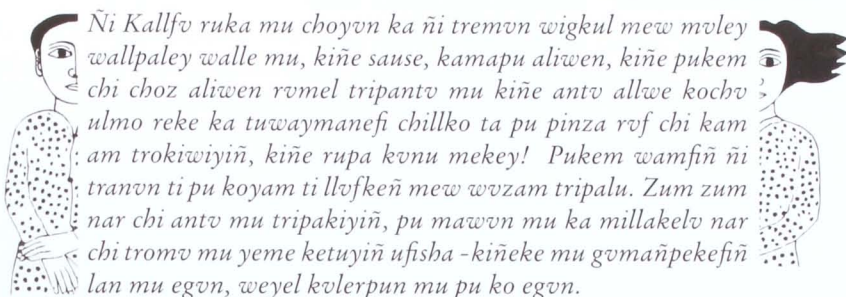 Ñi Kallfv ruka mu choyvn ka ñi tremvn wigkul mew mvley
wallpaley walle mu, kiñe sause, kamapu aliwen, kiñe pukem
chi choz aliwen rvmel tripantv mu kiñe antv allwe kochv
ulmo reke ka tuwaymanefi chillko ta pu pinza rvf chi kam
am trokiwiyiñ, kiñe rupa kvnu mekey! Pukem wamfiñ ñi
tranvn ti pu koyam ti llvfkeñ mew wvzam tripalu. Zum zum
nar chi antv mu tripakiyiñ, pu mawvn mu ka millakelv nar
chi tromv mu yeme ketuyiñ ufisha -kiñeke mu gvmañpekefiñ
lan mu egvn, weyel kvlerpun mu pu ko egvn.